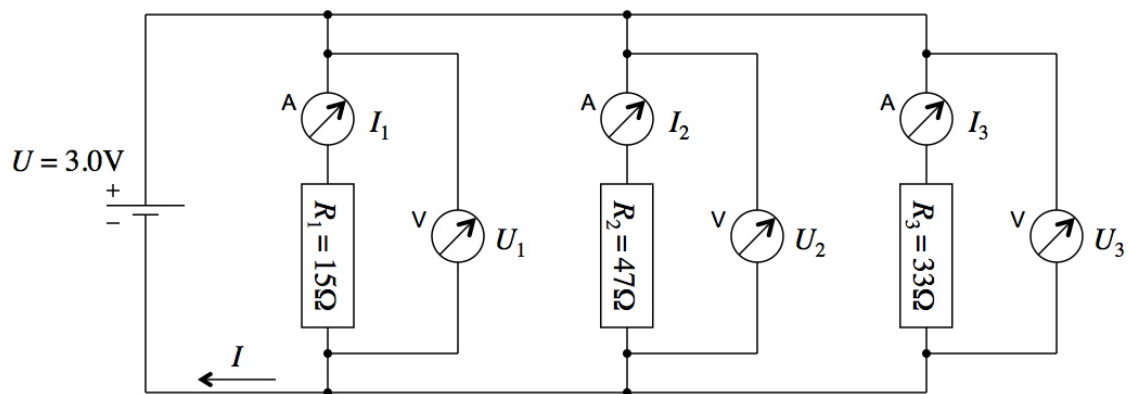 U = 3.0V
+
−
A
I₁
R₁ = 15Ω
V
U₁
A
I₂
R₂ = 47Ω
V
U₂
A
I₃
R₃ = 33Ω
V
U₃
I